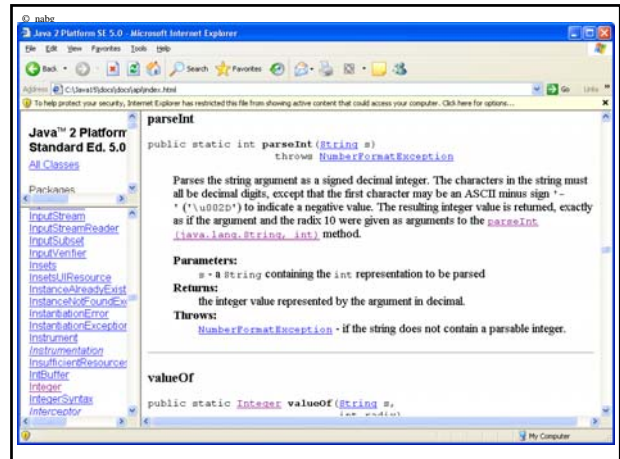 © nabg
Java 2 Platform SE 5.0 - Microsoft Internet Explorer
File Edit View Favorites Tools Help
Back Search Favorites
Address C:\Java15\docs\docs\api\index.html Go Links »
To help protect your security, Internet Explorer has restricted this file from showing active content that could access your computer. Click here for options...
Java™ 2 Platform
Standard Ed. 5.0
All Classes
Packages
InputStream
InputStreamReader
InputSubset
InputVerifier
Insets
InsetsUIResource
InstanceAlreadyExist
InstanceNotFoundEx
InstantiationError
InstantiationException
Instrument
Instrumentation
InsufficientResources
IntBuffer
Integer
IntegerSyntax
Interceptor
parseInt
public static int parseInt(String s)
throws NumberFormatException
Parses the string argument as a signed decimal integer. The characters in the string must
all be decimal digits, except that the first character may be an ASCII minus sign '-
' ('\u002D') to indicate a negative value. The resulting integer value is returned, exactly
as if the argument and the radix 10 were given as arguments to the parseInt
(java.lang.String, int) method.
Parameters:
s - a String containing the int representation to be parsed
Returns:
the integer value represented by the argument in decimal.
Throws:
NumberFormatException - if the string does not contain a parsable integer.
valueOf
public static Integer valueOf(String s,
int radix)
My Computer